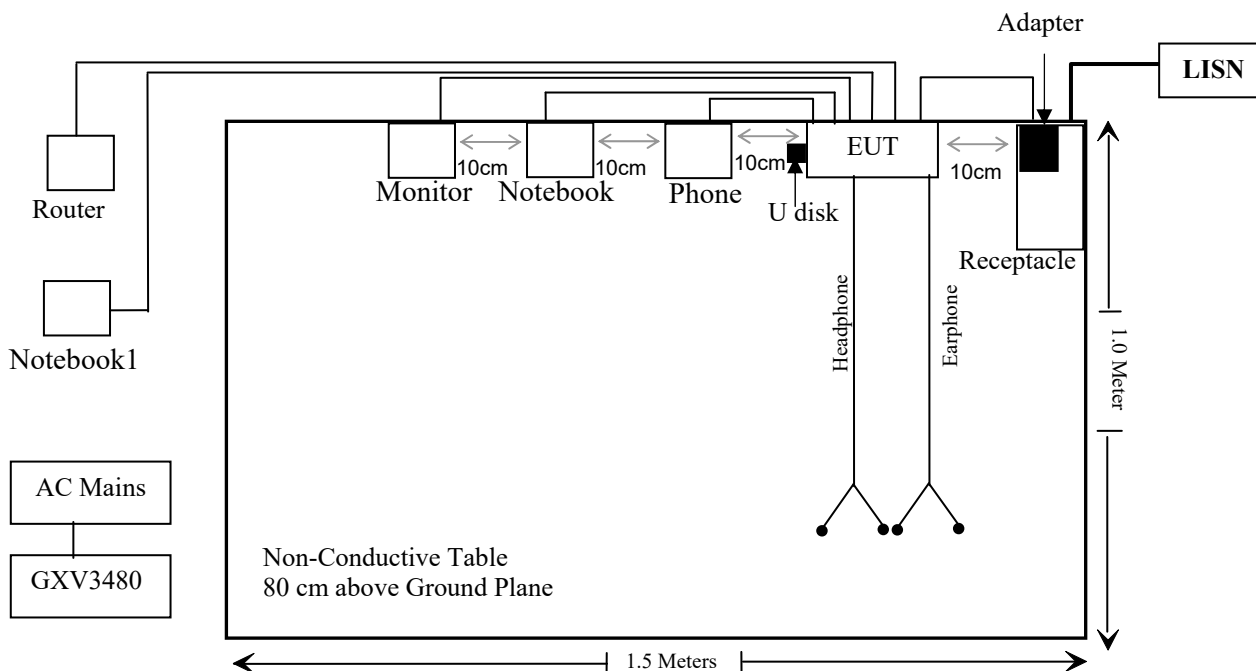 Adapter
LISN
EUT
10cm
10cm
10cm
10cm
Monitor
Notebook
Phone
U disk
Router
Receptacle
Headphone
Earphone
Notebook1
1.0 Meter
AC Mains
GXV3480
Non-Conductive Table
80 cm above Ground Plane
1.5 Meters